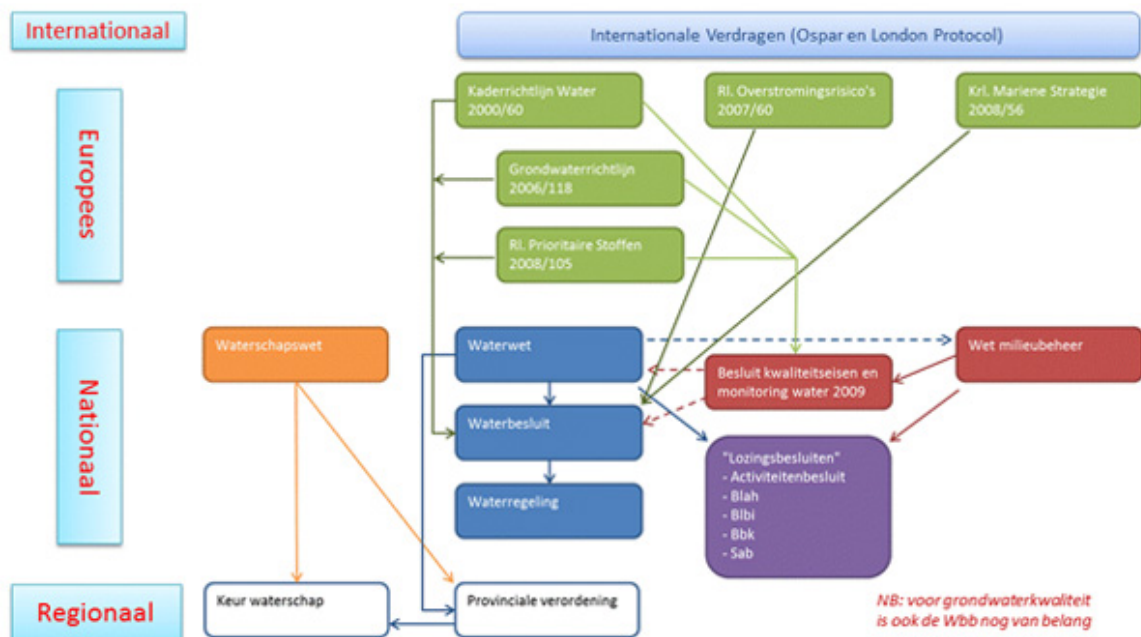 Internationaal
Internationale Verdragen (Ospar en London Protocol)
Europees
Kaderrichtlijn Water
2000/60
Rl. Overstromingsrisico's
2007/60
Krl. Mariene Strategie
2008/56
Grondwaterrichtlijn
2006/118
Rl. Prioritaire Stoffen
2008/105
Nationaal
Waterschapswet
Waterwet
Wet milieubeheer
Besluit kwaliteitseisen en
monitoring water 2009
Waterbesluit
"Lozingsbesluiten"
- Activiteitenbesluit
- Blah
- Blbi
- Bbk
- Sab
Waterregeling
Regionaal
Keur waterschap
Provinciale verordening
NB: voor grondwaterkwaliteit
is ook de Wbb nog van belang